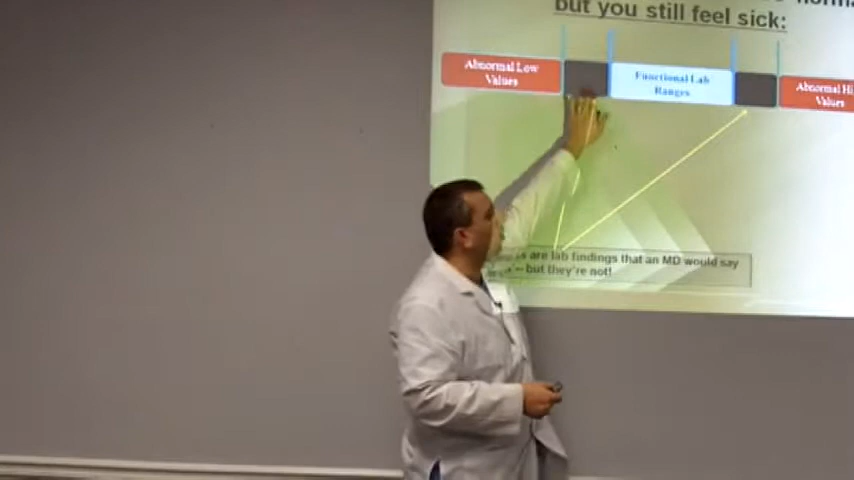 but you still feel sick:
Abnormal Low
Values
Functional Lab
Ranges
Abnormal Hi
Values
are lab findings that an MD would say
– but they're not!